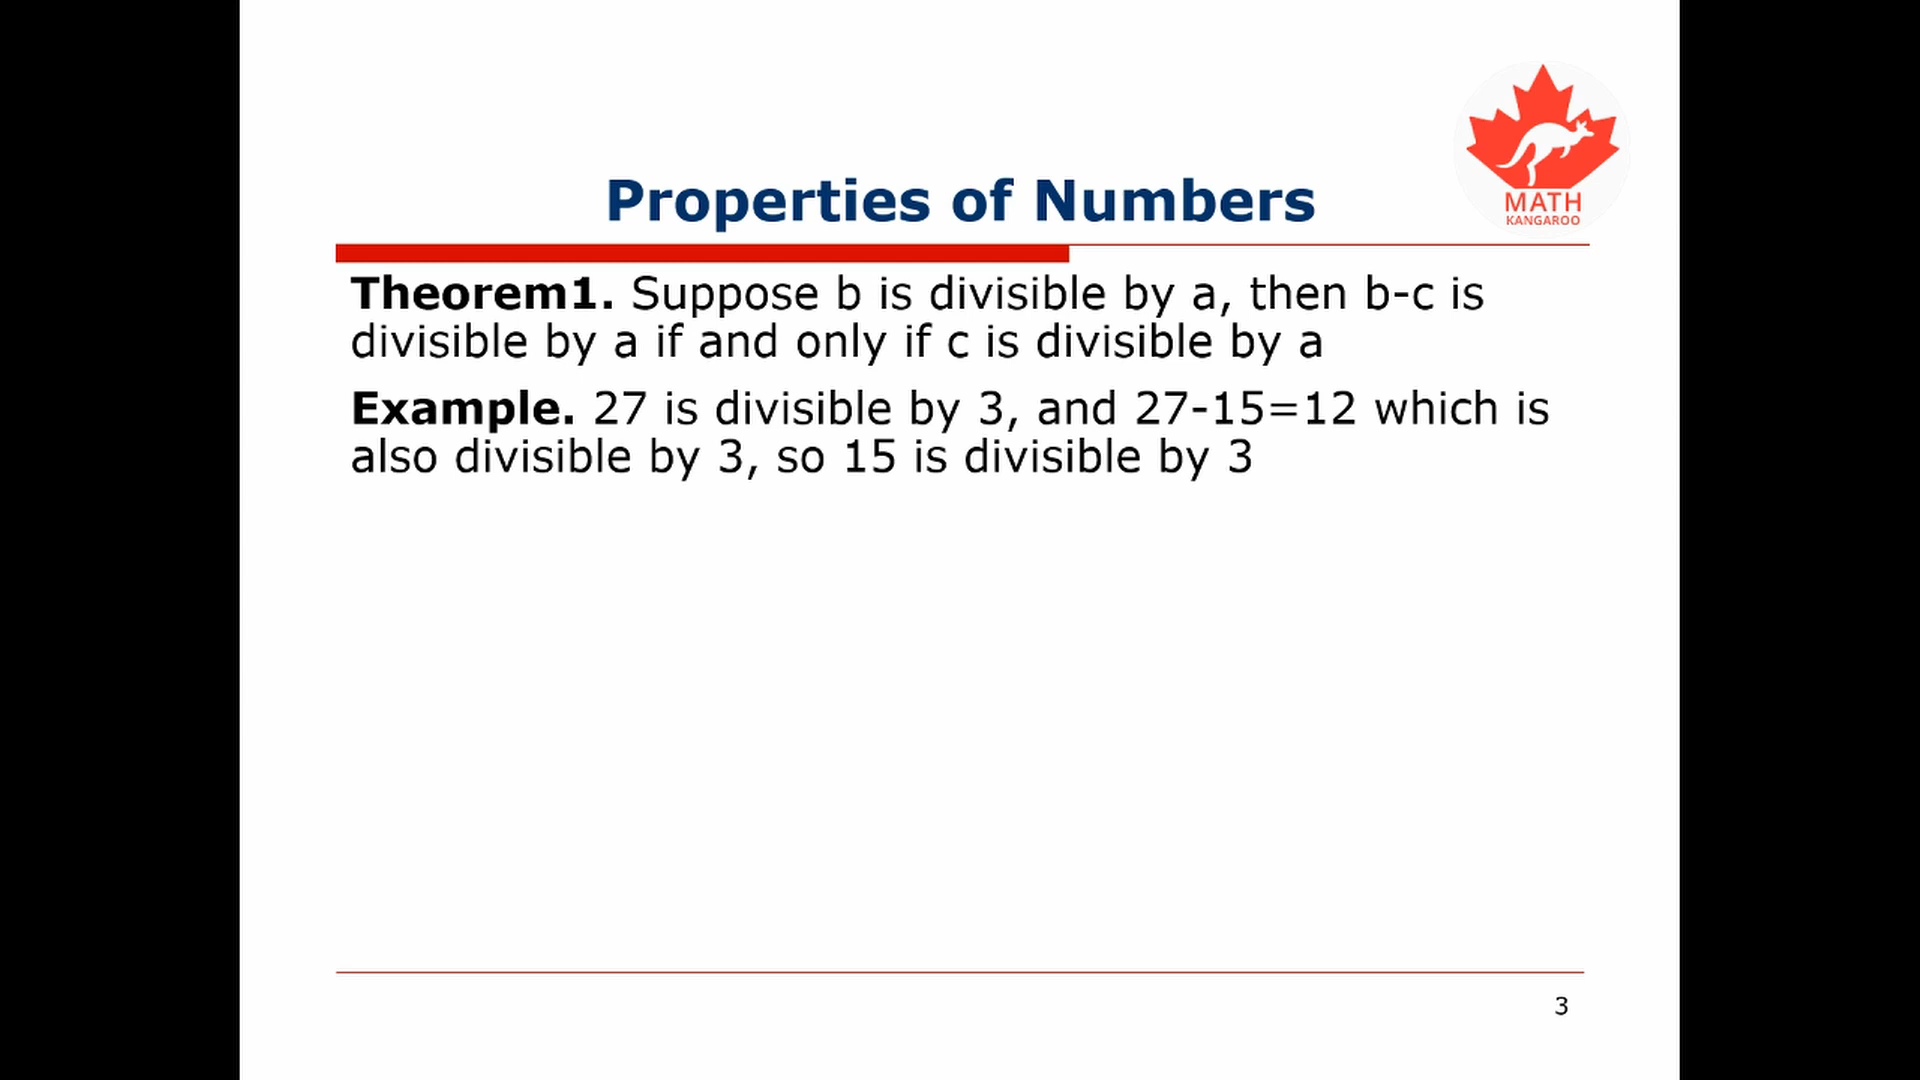 MATH
KANGAROO
Properties of Numbers
Theorem1. Suppose b is divisible by a, then b-c is
divisible by a if and only if c is divisible by a
Example. 27 is divisible by 3, and 27-15=12 which is
also divisible by 3, so 15 is divisible by 3
3